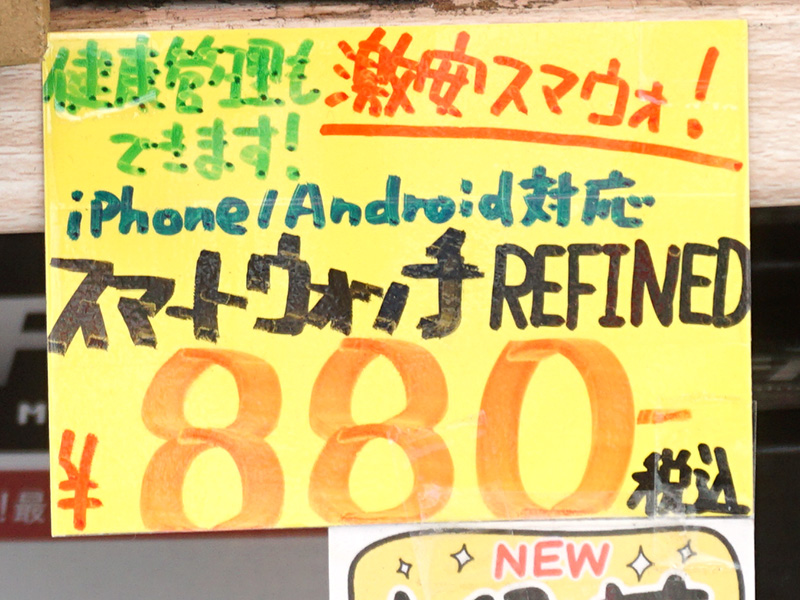 健康管理も
できます!
激安スマウォ!
iPhone/Android対応
スマートウォッチ REFINED
¥880-
税込
M
!最
NEW